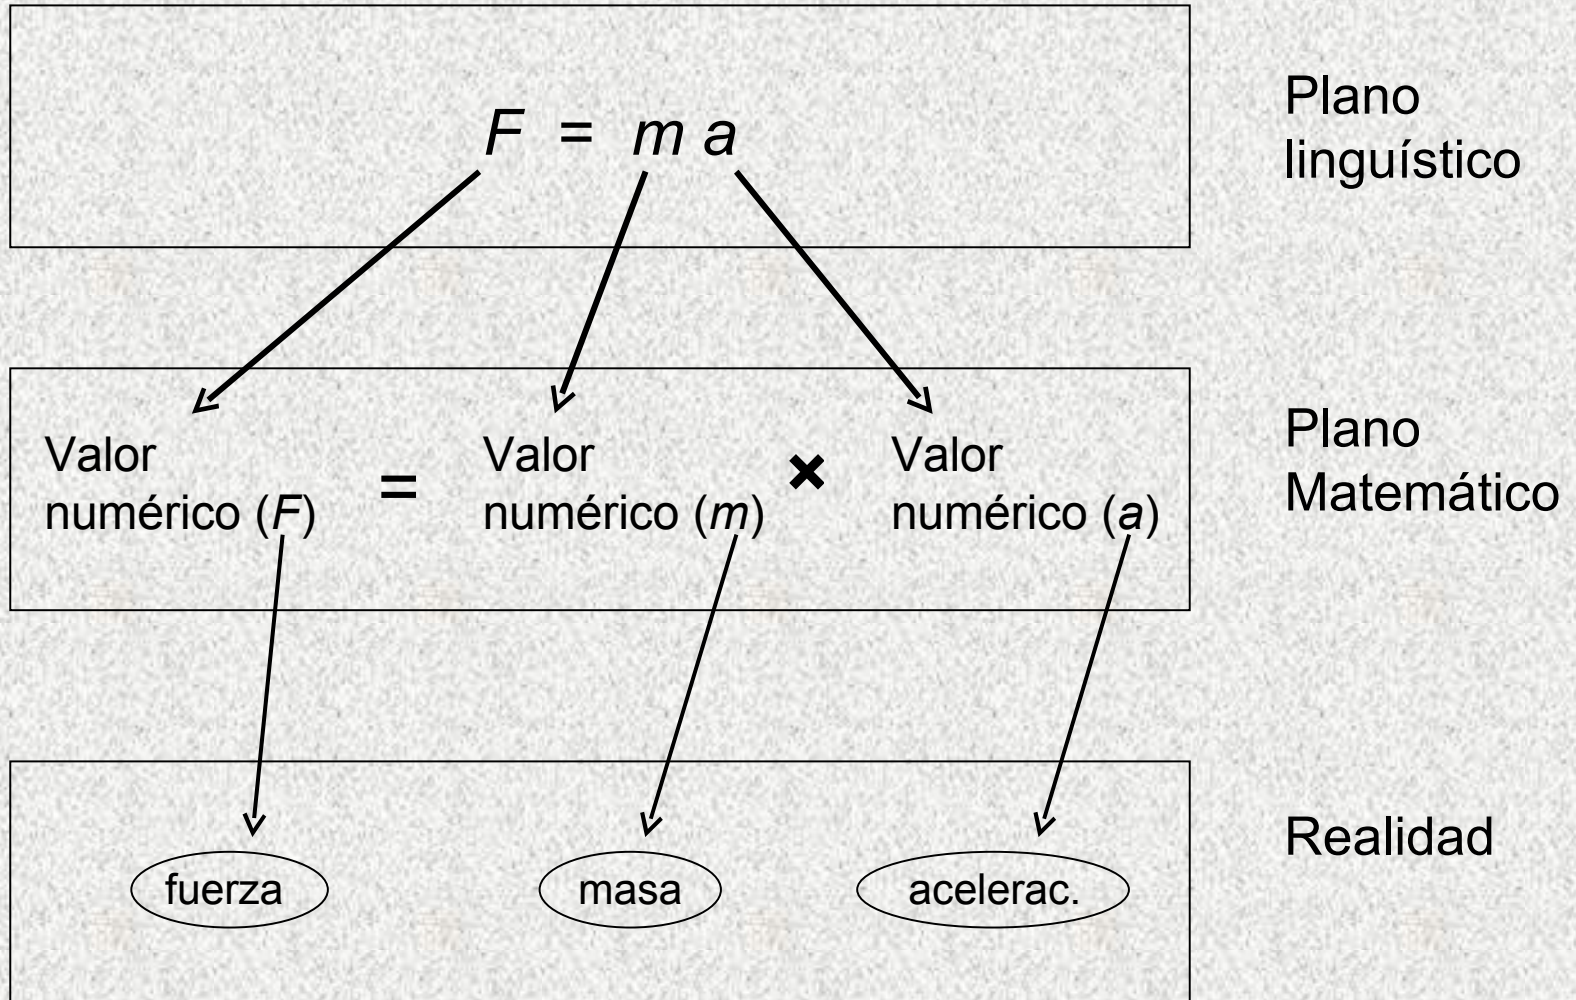 F = m a
Plano
linguístico
Valor
numérico (F)
=
Valor
numérico (m)
×
Valor
numérico (a)
Plano
Matemático
fuerza
masa
acelerac.
Realidad